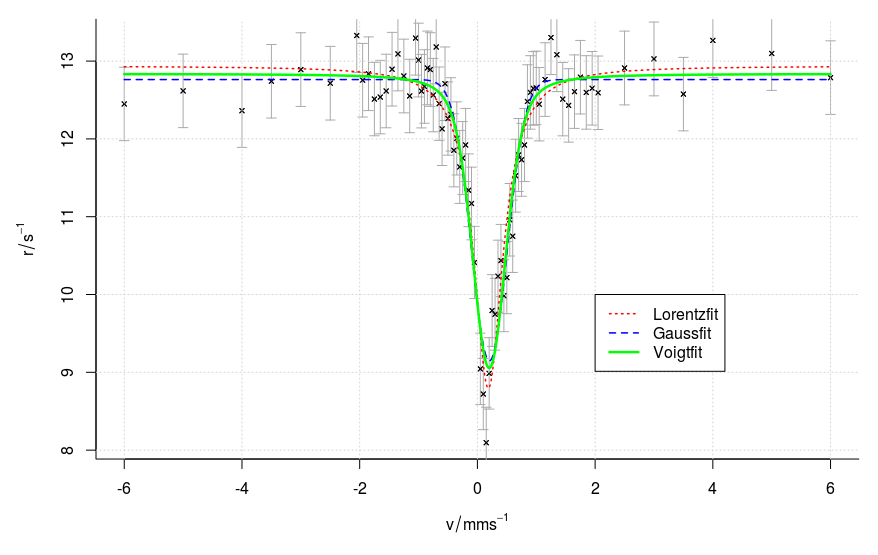 13
12
11
10
9
8
r/s⁻¹
Lorentzfit
Gaussfit
Voigtfit
-6 -4 -2 0 2 4 6
v/mms⁻¹